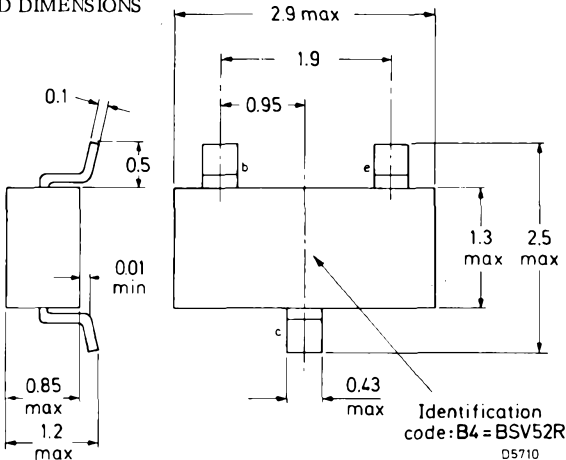 D DIMENSIONS
2.9 max
1.9
0.95
0.1
0.5
b
e
1.3
max
2.5
max
0.01
min
c
0.85
max
1.2
max
0.43
max
Identification
code:B4=BSV52R
D5710